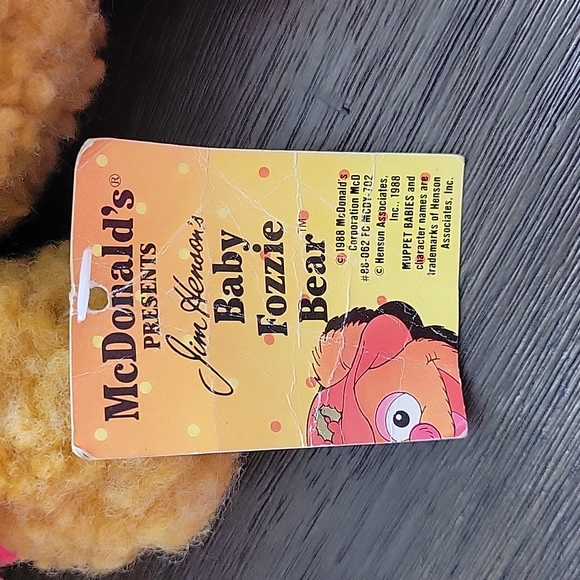 McDonald's®
PRESENTS
Jim Henson's
Baby
Fozzie
Bear™
© 1988 McDonald's
Corporation McD
#88-062 FC MCDY-702
© Henson Associates,
Inc., 1988
MUPPET BABIES and
character names are
trademarks of Henson
Associates, Inc.